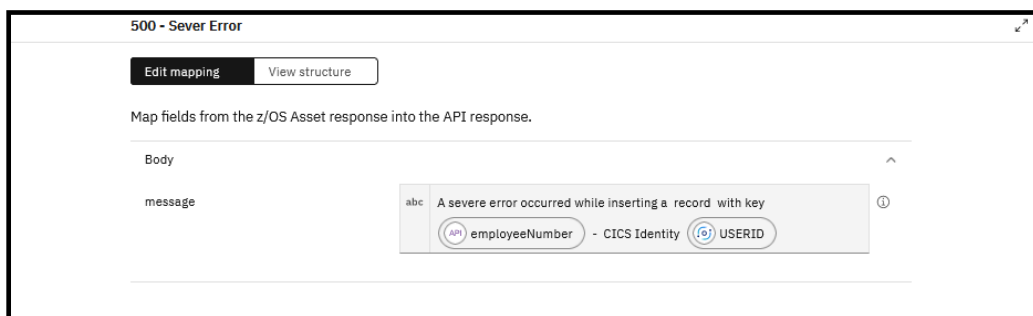 500 - Sever Error
Edit mapping View structure
Map fields from the z/OS Asset response into the API response.
Body
message
abc A severe error occurred while inserting a record with key
API employeeNumber - CICS Identity USERID